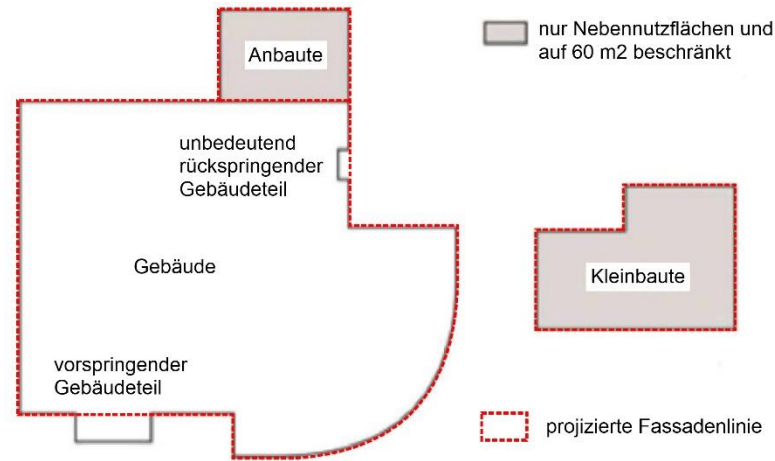 Anbaute
nur Nebennutzflächen und
auf 60 m2 beschränkt
unbedeutend
rückspringender
Gebäudeteil
Gebäude
Kleinbaute
vorspringender
Gebäudeteil
projizierte Fassadenlinie